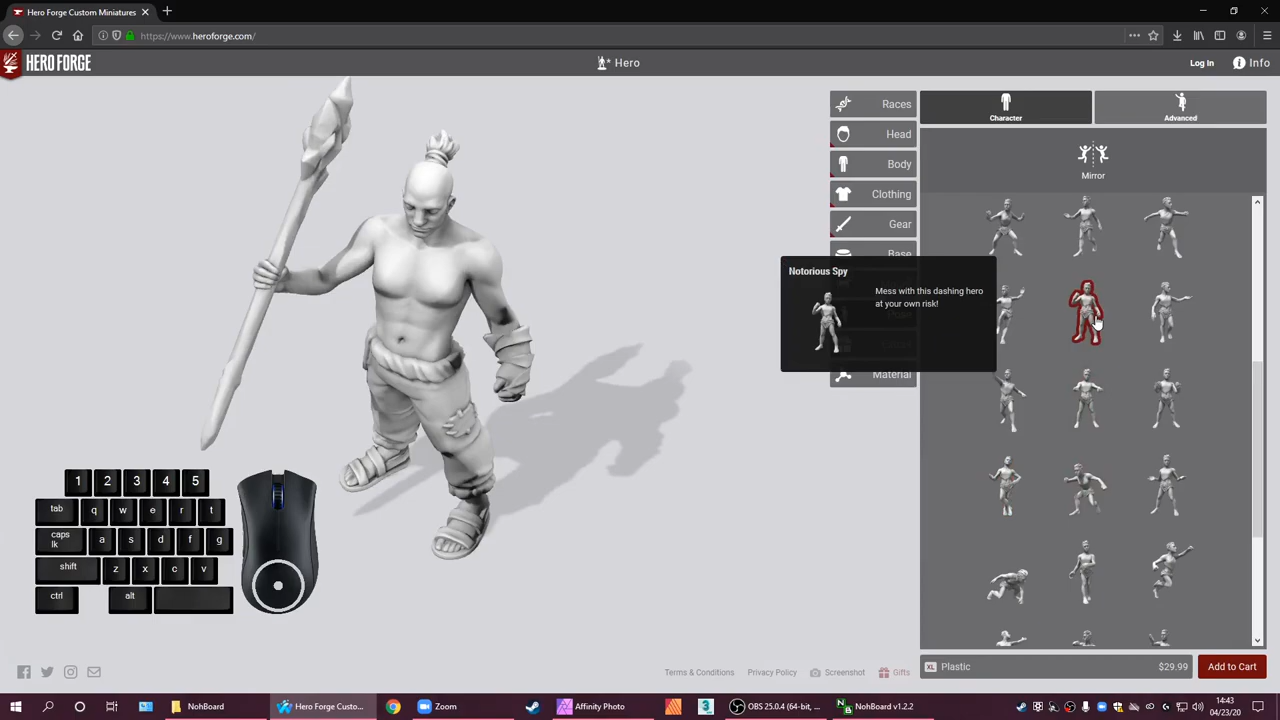 Hero Forge Custom Miniatures
https://www.heroforge.com/
HERO FORGE
* Hero
Log In
Info
Races
Head
Body
Clothing
Gear
Base
Material
Character
Advanced
Mirror
Notorious Spy
Mess with this dashing hero
at your own risk!
1 2 3 4 5
tab q w e r t
caps
lk
a s d f g
shift z x c v
ctrl alt
Terms & Conditions
Privacy Policy
Screenshot
Gifts
XL Plastic
$29.99
Add to Cart
NohBoard
Hero Forge Custo...
Zoom
Affinity Photo
OBS 25.0.4 (64-bit, ...
NohBoard v1.2.2
14:43
04/23/20